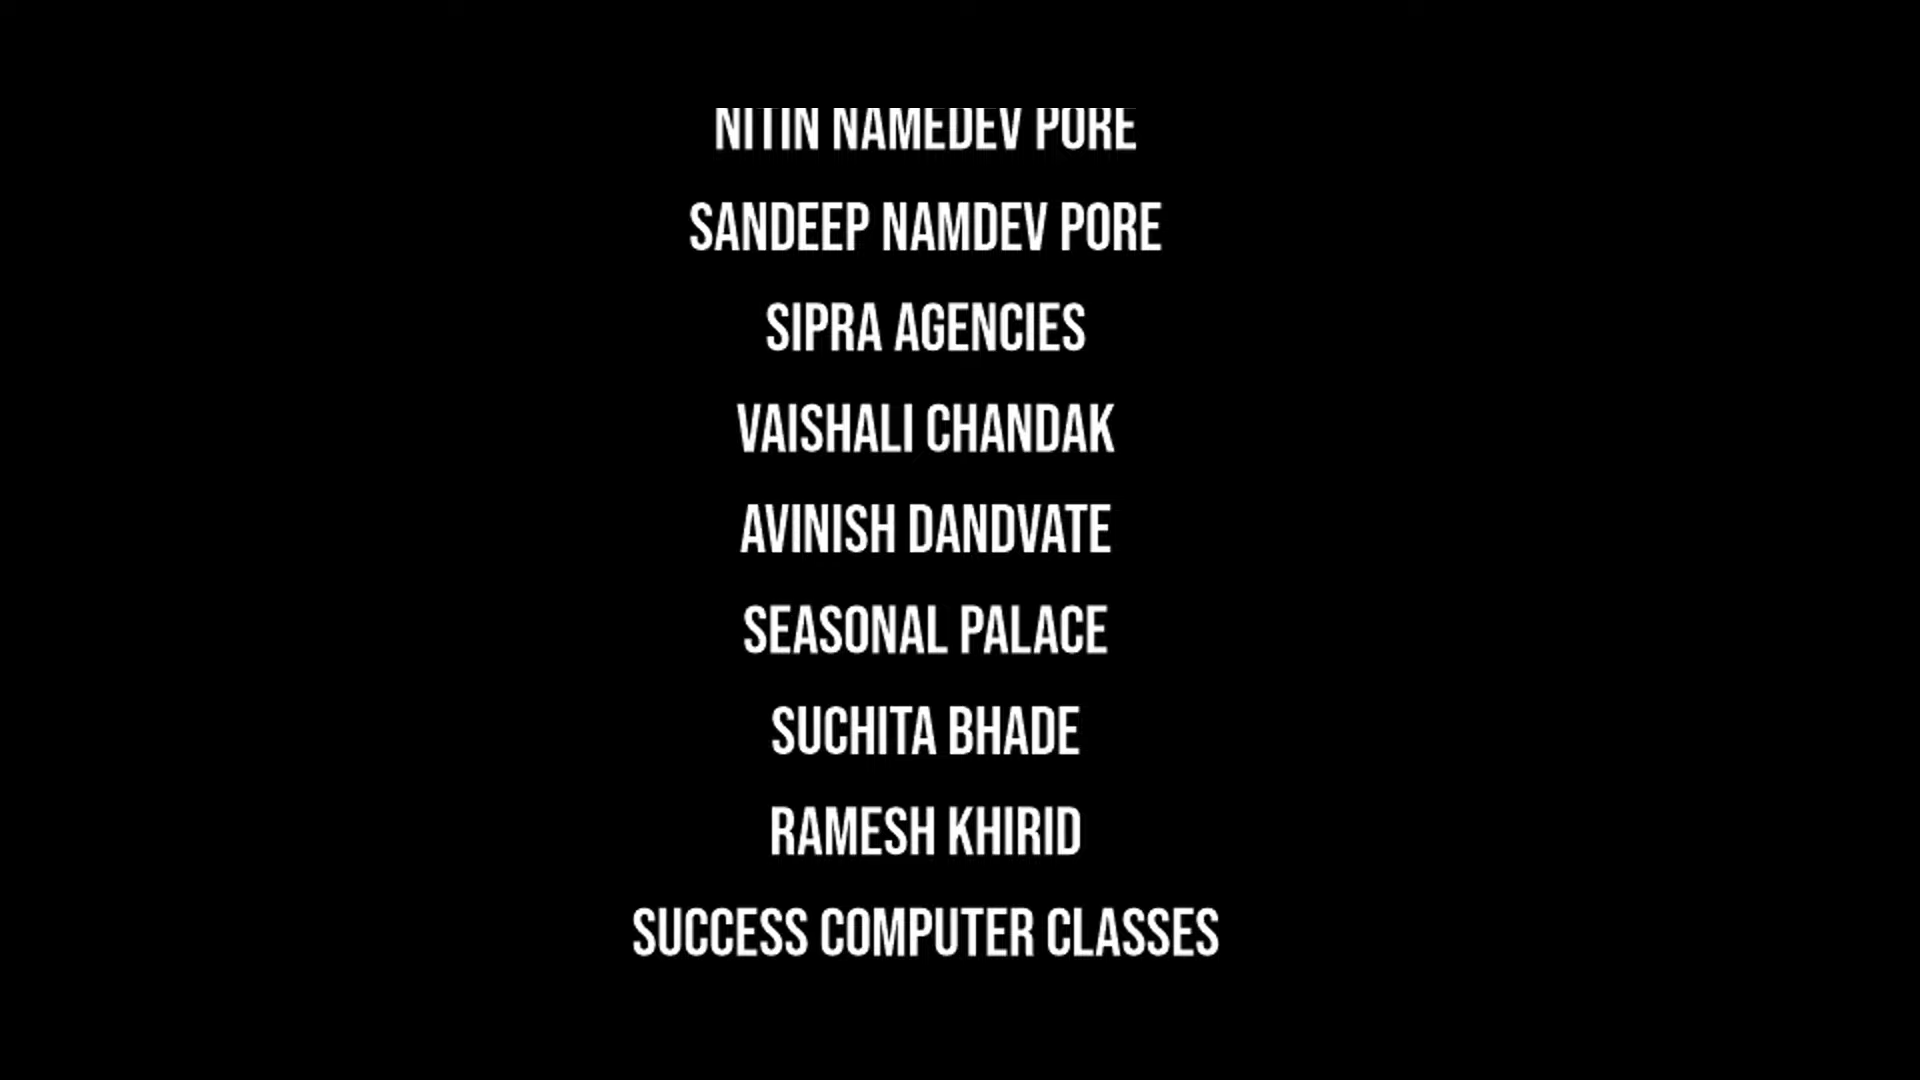 NITIN NAMEDEV PORE
SANDEEP NAMDEV PORE
SIPRA AGENCIES
VAISHALI CHANDAK
AVINISH DANDVATE
SEASONAL PALACE
SUCHITA BHADE
RAMESH KHIRID
SUCCESS COMPUTER CLASSES